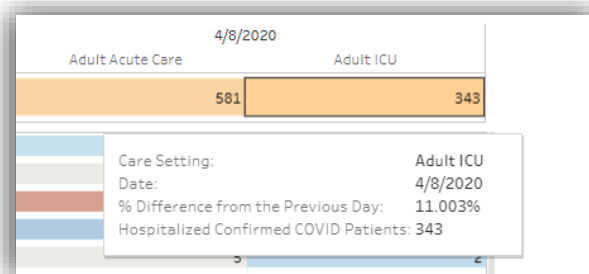 4/8/2020
Adult Acute Care Adult ICU
581 343
Care Setting: Adult ICU
Date: 4/8/2020
% Difference from the Previous Day: 11.003%
Hospitalized Confirmed COVID Patients: 343
5 2